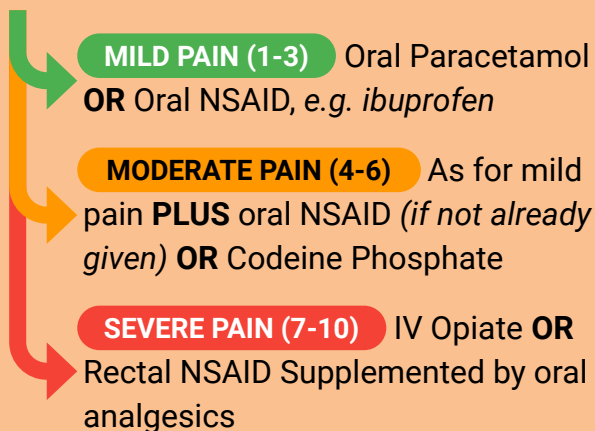 MILD PAIN (1-3) Oral Paracetamol
OR Oral NSAID, e.g. ibuprofen
MODERATE PAIN (4-6) As for mild
pain PLUS oral NSAID (if not already
given) OR Codeine Phosphate
SEVERE PAIN (7-10) IV Opiate OR
Rectal NSAID Supplemented by oral
analgesics